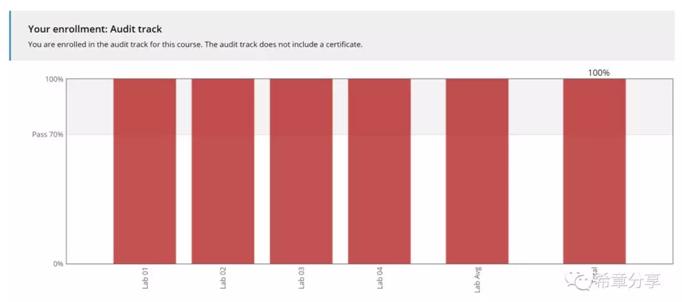 Your enrollment: Audit track
You are enrolled in the audit track for this course. The audit track does not include a certificate.
100%
100%
Pass 70%
0%
Lab 01
Lab 02
Lab 03
Lab 04
Lab Avg
希章分享